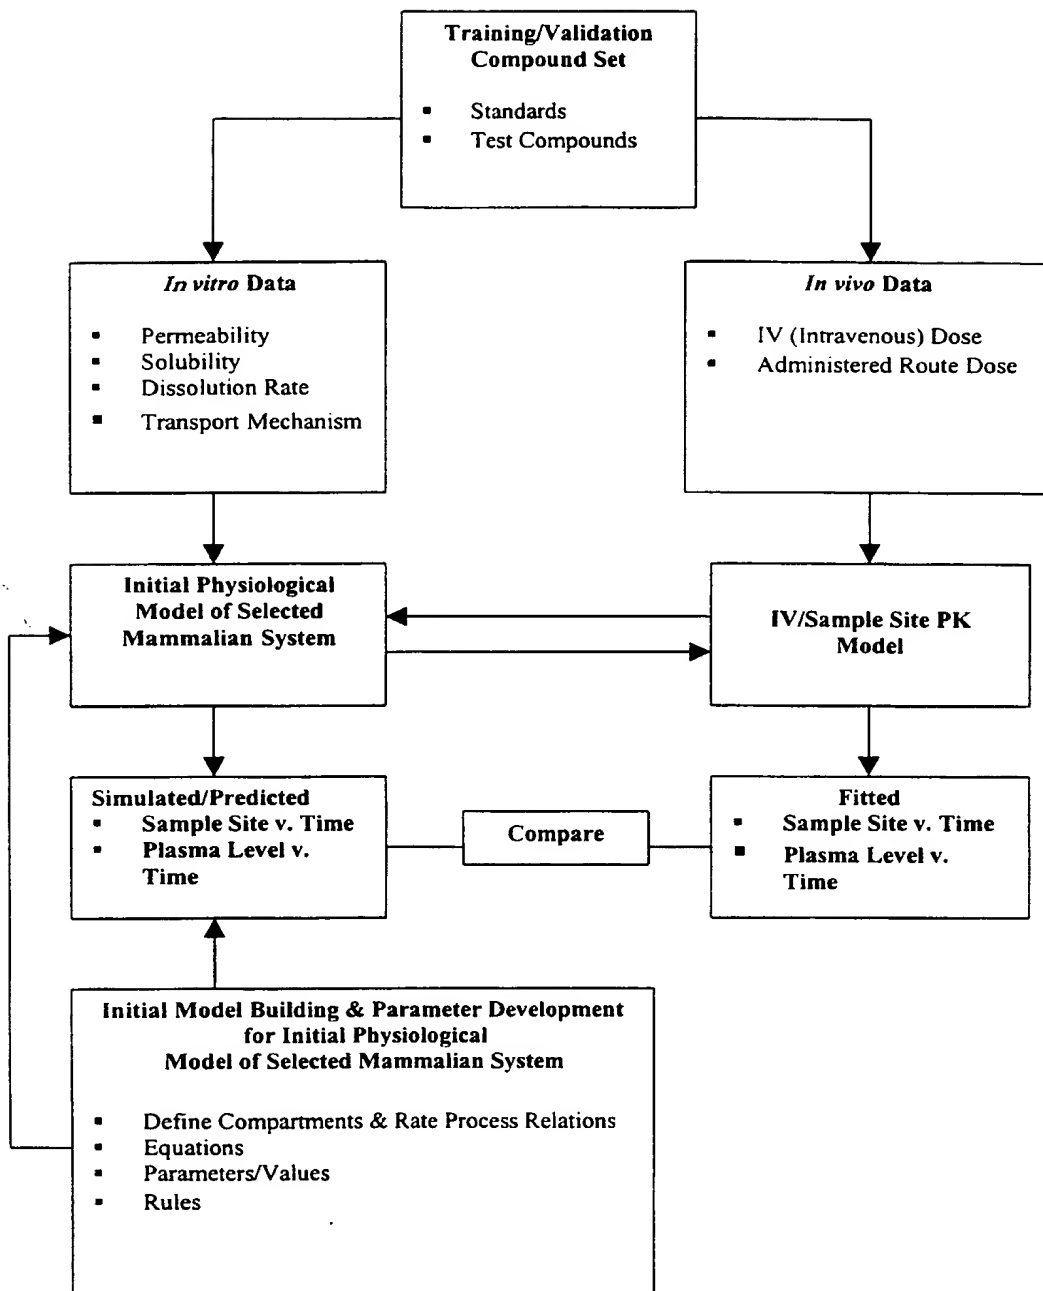 Training/Validation
Compound Set
▪ Standards
▪ Test Compounds
In vitro Data
▪ Permeability
▪ Solubility
▪ Dissolution Rate
▪ Transport Mechanism
In vivo Data
▪ IV (Intravenous) Dose
▪ Administered Route Dose
Initial Physiological
Model of Selected
Mammalian System
IV/Sample Site PK
Model
Simulated/Predicted
▪ Sample Site v. Time
▪ Plasma Level v.
Time
Compare
Fitted
▪ Sample Site v. Time
▪ Plasma Level v.
Time
Initial Model Building & Parameter Development
for Initial Physiological
Model of Selected Mammalian System
▪ Define Compartments & Rate Process Relations
▪ Equations
▪ Parameters/Values
▪ Rules